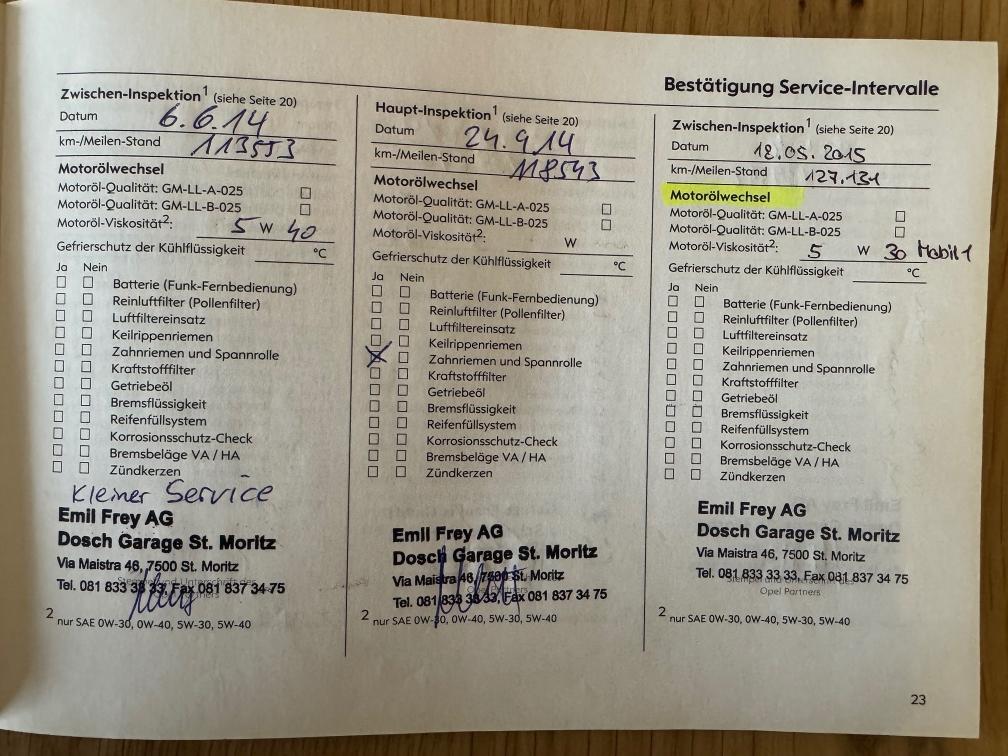 Bestätigung Service-Intervalle
Zwischen-Inspektion¹ (siehe Seite 20)
Datum 6.6.14
km-/Meilen-Stand 113553
Motorölwechsel
Motoröl-Qualität: GM-LL-A-025 ☐
Motoröl-Qualität: GM-LL-B-025 ☐
Motoröl-Viskosität²: 5 W 40
Gefrierschutz der Kühlflüssigkeit °C
Ja Nein
☐ ☐ Batterie (Funk-Fernbedienung)
☐ ☐ Reinluftfilter (Pollenfilter)
☐ ☐ Luftfiltereinsatz
☐ ☐ Keilrippenriemen
☐ ☐ Zahnriemen und Spannrolle
☐ ☐ Kraftstofffilter
☐ ☐ Getriebeöl
☐ ☐ Bremsflüssigkeit
☐ ☐ Reifenfüllsystem
☐ ☐ Korrosionsschutz-Check
☐ ☐ Bremsbeläge VA / HA
☐ ☐ Zündkerzen
Kleiner Service
Emil Frey AG
Dosch Garage St. Moritz
Via Maistra 46, 7500 St. Moritz
Tel. 081 833 33 33, Fax 081 837 34 75
² nur SAE 0W-30, 0W-40, 5W-30, 5W-40
Haupt-Inspektion¹ (siehe Seite 20)
Datum 24.9.14
km-/Meilen-Stand 118543
Motorölwechsel
Motoröl-Qualität: GM-LL-A-025 ☐
Motoröl-Qualität: GM-LL-B-025 ☐
Motoröl-Viskosität²: W
Gefrierschutz der Kühlflüssigkeit °C
Ja Nein
☐ ☐ Batterie (Funk-Fernbedienung)
☐ ☐ Reinluftfilter (Pollenfilter)
☐ ☐ Luftfiltereinsatz
☐ ☐ Keilrippenriemen
☒ ☐ Zahnriemen und Spannrolle
☐ ☐ Kraftstofffilter
☐ ☐ Getriebeöl
☐ ☐ Bremsflüssigkeit
☐ ☐ Reifenfüllsystem
☐ ☐ Korrosionsschutz-Check
☐ ☐ Bremsbeläge VA / HA
☐ ☐ Zündkerzen
Emil Frey AG
Dosch Garage St. Moritz
Via Maistra 46, 7500 St. Moritz
Tel. 081 833 33 33, Fax 081 837 34 75
² nur SAE 0W-30, 0W-40, 5W-30, 5W-40
Zwischen-Inspektion¹ (siehe Seite 20)
Datum 12.05.2015
km-/Meilen-Stand 127.131
Motorölwechsel
Motoröl-Qualität: GM-LL-A-025 ☐
Motoröl-Qualität: GM-LL-B-025 ☐
Motoröl-Viskosität²: 5 W 30 Mobil 1
Gefrierschutz der Kühlflüssigkeit °C
Ja Nein
☐ ☐ Batterie (Funk-Fernbedienung)
☐ ☐ Reinluftfilter (Pollenfilter)
☐ ☐ Luftfiltereinsatz
☐ ☐ Keilrippenriemen
☐ ☐ Zahnriemen und Spannrolle
☐ ☐ Kraftstofffilter
☐ ☐ Getriebeöl
☐ ☐ Bremsflüssigkeit
☐ ☐ Reifenfüllsystem
☐ ☐ Korrosionsschutz-Check
☐ ☐ Bremsbeläge VA / HA
☐ ☐ Zündkerzen
Emil Frey AG
Dosch Garage St. Moritz
Via Maistra 46, 7500 St. Moritz
Tel. 081 833 33 33, Fax 081 837 34 75
Stempel und Unterschrift des
Opel Partners
² nur SAE 0W-30, 0W-40, 5W-30, 5W-40
23